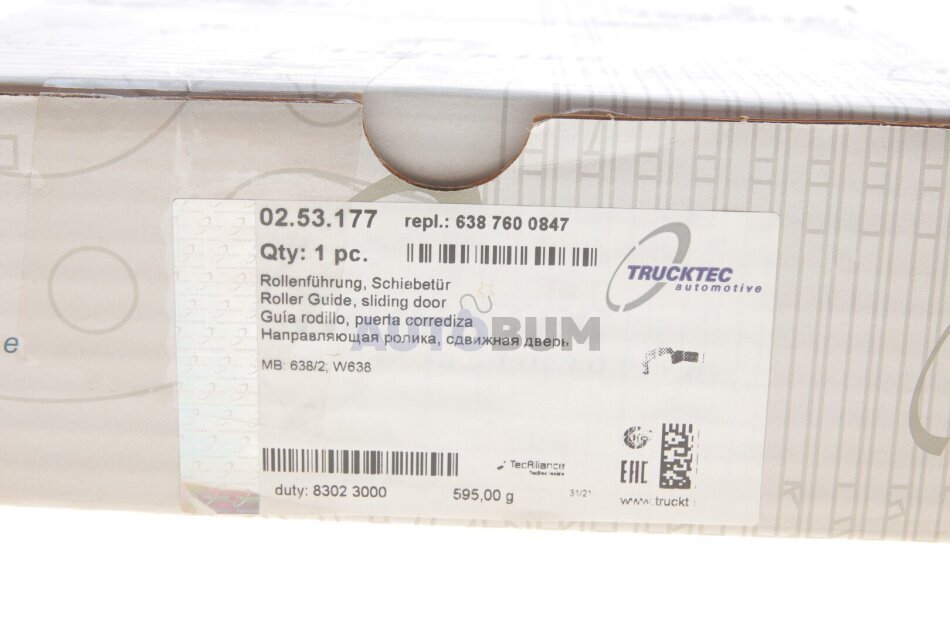 02.53.177 repl.: 638 760 0847
Qty: 1 pc.
TRUCKTEC
automotive
Rollenführung, Schiebetür
Roller Guide, sliding door
Guía rodillo, puerta corrediza
Направляющая ролика, сдвижная дверь
AUTOBUM
MB: 638/2; W638
e
TecAlliance
EAC
duty: 8302 3000 595,00 g 31/21
www.truckt